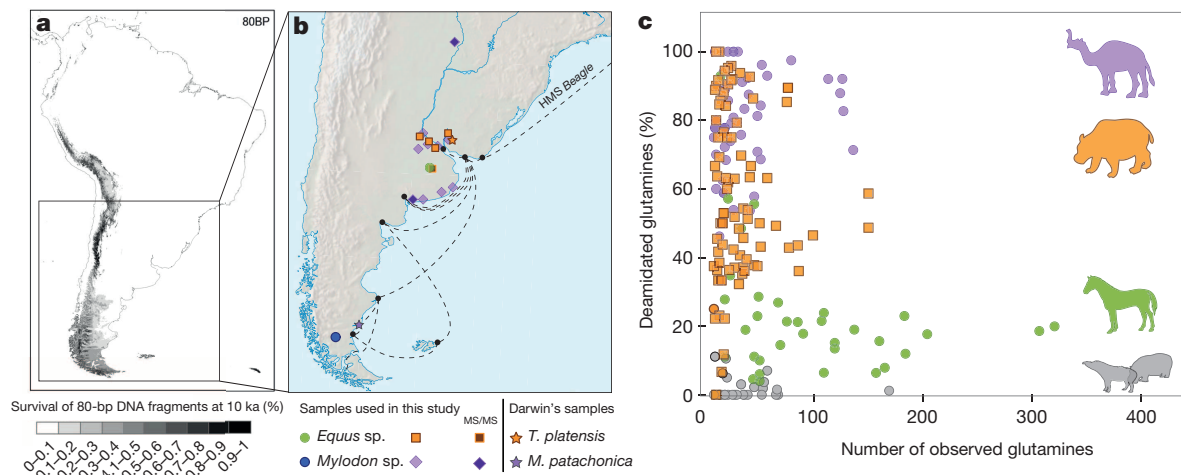 a
80BP
Survival of 80-bp DNA fragments at 10 ka (%)
0–0.1
0.1–0.2
0.2–0.3
0.3–0.4
0.4–0.5
0.5–0.6
0.6–0.7
0.7–0.8
0.8–0.9
0.9–1
b
HMS Beagle
Samples used in this study
Darwin's samples
MS/MS
Equus sp.
T. platensis
Mylodon sp.
M. patachonica
c
Deamidated glutamines (%)
100
80
60
40
20
0
0
100
200
300
400
Number of observed glutamines